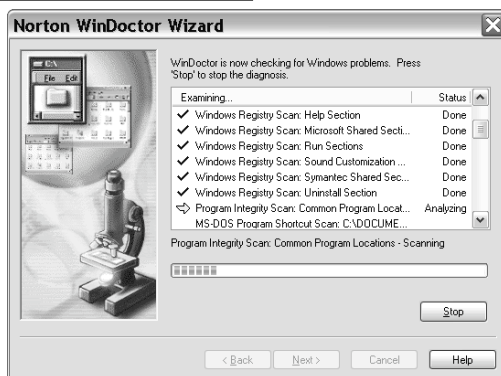 Norton WinDoctor Wizard
C:\
File Edit
WinDoctor is now checking for Windows problems. Press
'Stop' to stop the diagnosis.
Examining... Status
Windows Registry Scan: Help Section Done
Windows Registry Scan: Microsoft Shared Secti... Done
Windows Registry Scan: Run Sections Done
Windows Registry Scan: Sound Customization ... Done
Windows Registry Scan: Symantec Shared Sec... Done
Windows Registry Scan: Uninstall Section Done
Program Integrity Scan: Common Program Locat... Analyzing
MS-DOS Program Shortcut Scan: C:\DOCUME...
Program Integrity Scan: Common Program Locations - Scanning
Stop
< Back Next > Cancel Help